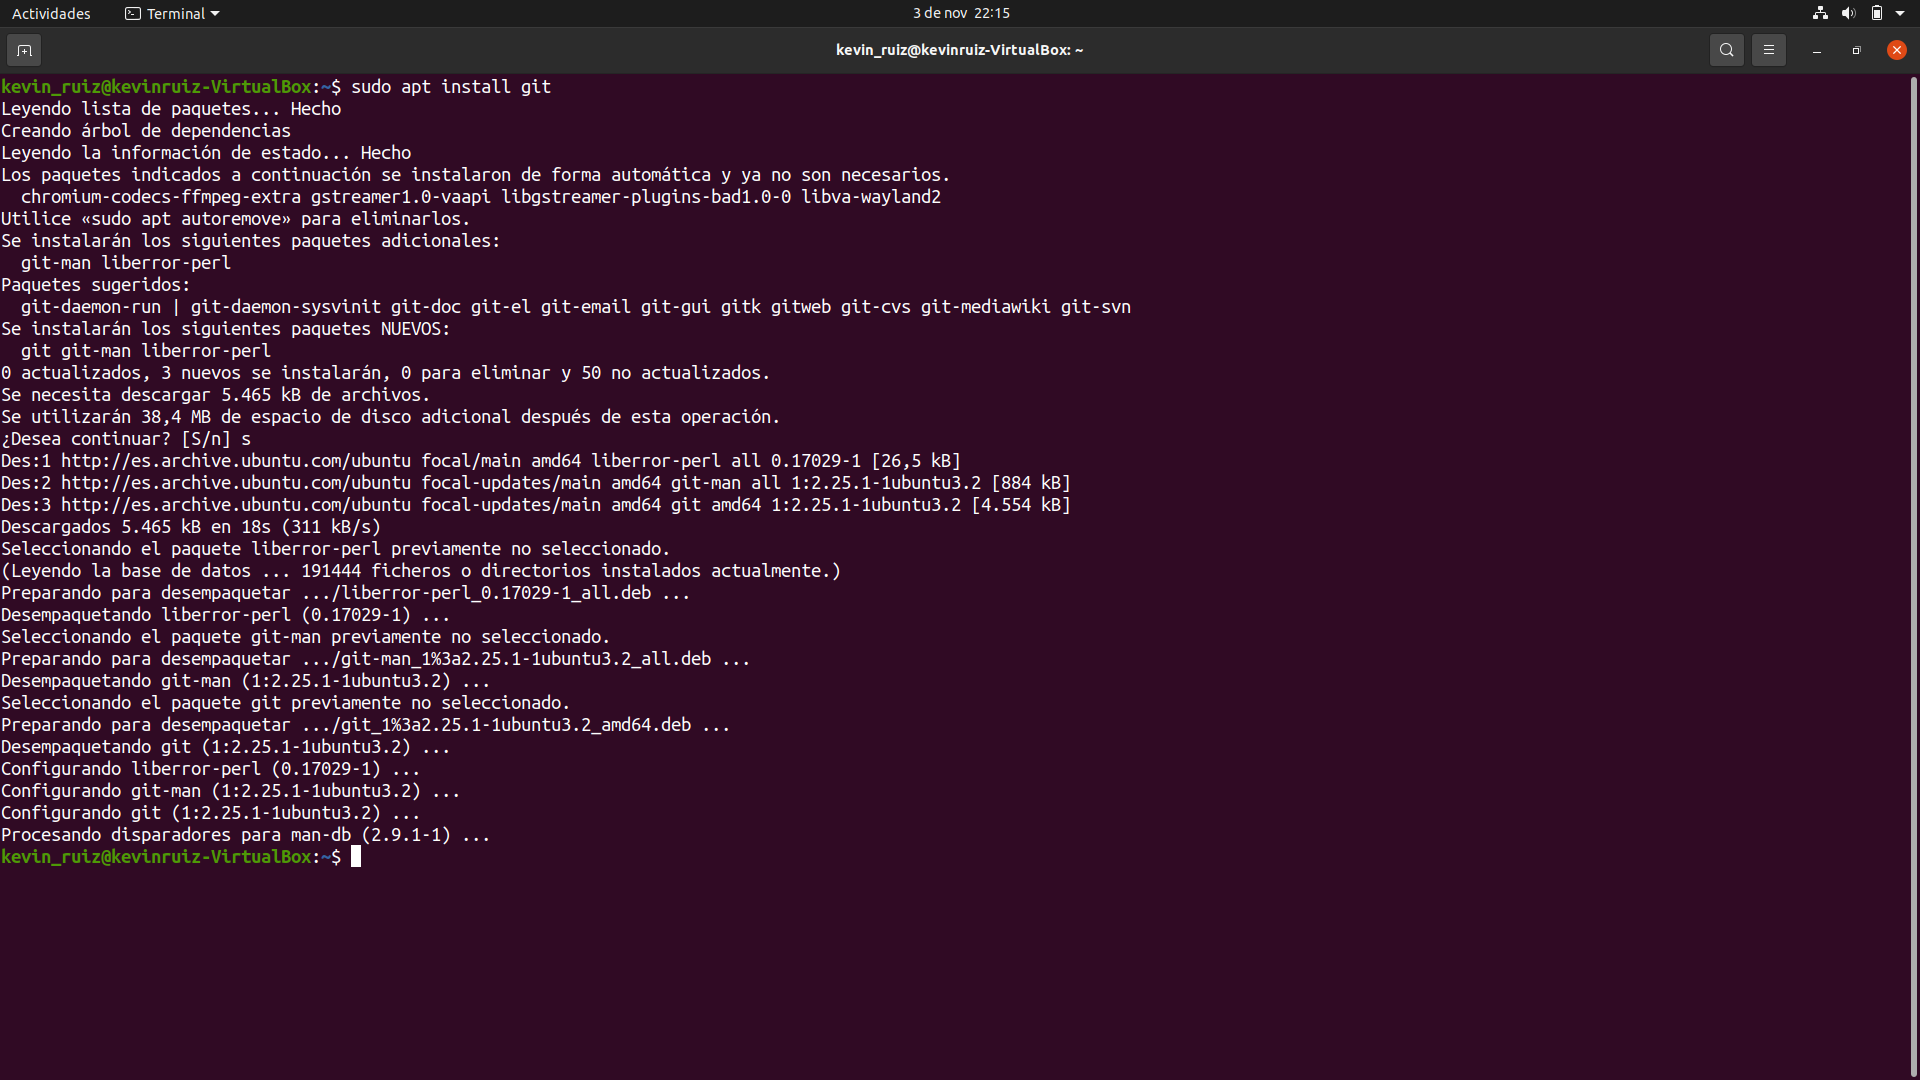 Actividades Terminal 3 de nov 22:15
kevin_ruiz@kevinruiz-VirtualBox: ~
kevin_ruiz@kevinruiz-VirtualBox:~$ sudo apt install git
Leyendo lista de paquetes... Hecho
Creando árbol de dependencias
Leyendo la información de estado... Hecho
Los paquetes indicados a continuación se instalaron de forma automática y ya no son necesarios.
  chromium-codecs-ffmpeg-extra gstreamer1.0-vaapi libgstreamer-plugins-bad1.0-0 libva-wayland2
Utilice «sudo apt autoremove» para eliminarlos.
Se instalarán los siguientes paquetes adicionales:
  git-man liberror-perl
Paquetes sugeridos:
  git-daemon-run | git-daemon-sysvinit git-doc git-el git-email git-gui gitk gitweb git-cvs git-mediawiki git-svn
Se instalarán los siguientes paquetes NUEVOS:
  git git-man liberror-perl
0 actualizados, 3 nuevos se instalarán, 0 para eliminar y 50 no actualizados.
Se necesita descargar 5.465 kB de archivos.
Se utilizarán 38,4 MB de espacio de disco adicional después de esta operación.
¿Desea continuar? [S/n] s
Des:1 http://es.archive.ubuntu.com/ubuntu focal/main amd64 liberror-perl all 0.17029-1 [26,5 kB]
Des:2 http://es.archive.ubuntu.com/ubuntu focal-updates/main amd64 git-man all 1:2.25.1-1ubuntu3.2 [884 kB]
Des:3 http://es.archive.ubuntu.com/ubuntu focal-updates/main amd64 git amd64 1:2.25.1-1ubuntu3.2 [4.554 kB]
Descargados 5.465 kB en 18s (311 kB/s)
Seleccionando el paquete liberror-perl previamente no seleccionado.
(Leyendo la base de datos ... 191444 ficheros o directorios instalados actualmente.)
Preparando para desempaquetar .../liberror-perl_0.17029-1_all.deb ...
Desempaquetando liberror-perl (0.17029-1) ...
Seleccionando el paquete git-man previamente no seleccionado.
Preparando para desempaquetar .../git-man_1%3a2.25.1-1ubuntu3.2_all.deb ...
Desempaquetando git-man (1:2.25.1-1ubuntu3.2) ...
Seleccionando el paquete git previamente no seleccionado.
Preparando para desempaquetar .../git_1%3a2.25.1-1ubuntu3.2_amd64.deb ...
Desempaquetando git (1:2.25.1-1ubuntu3.2) ...
Configurando liberror-perl (0.17029-1) ...
Configurando git-man (1:2.25.1-1ubuntu3.2) ...
Configurando git (1:2.25.1-1ubuntu3.2) ...
Procesando disparadores para man-db (2.9.1-1) ...
kevin_ruiz@kevinruiz-VirtualBox:~$